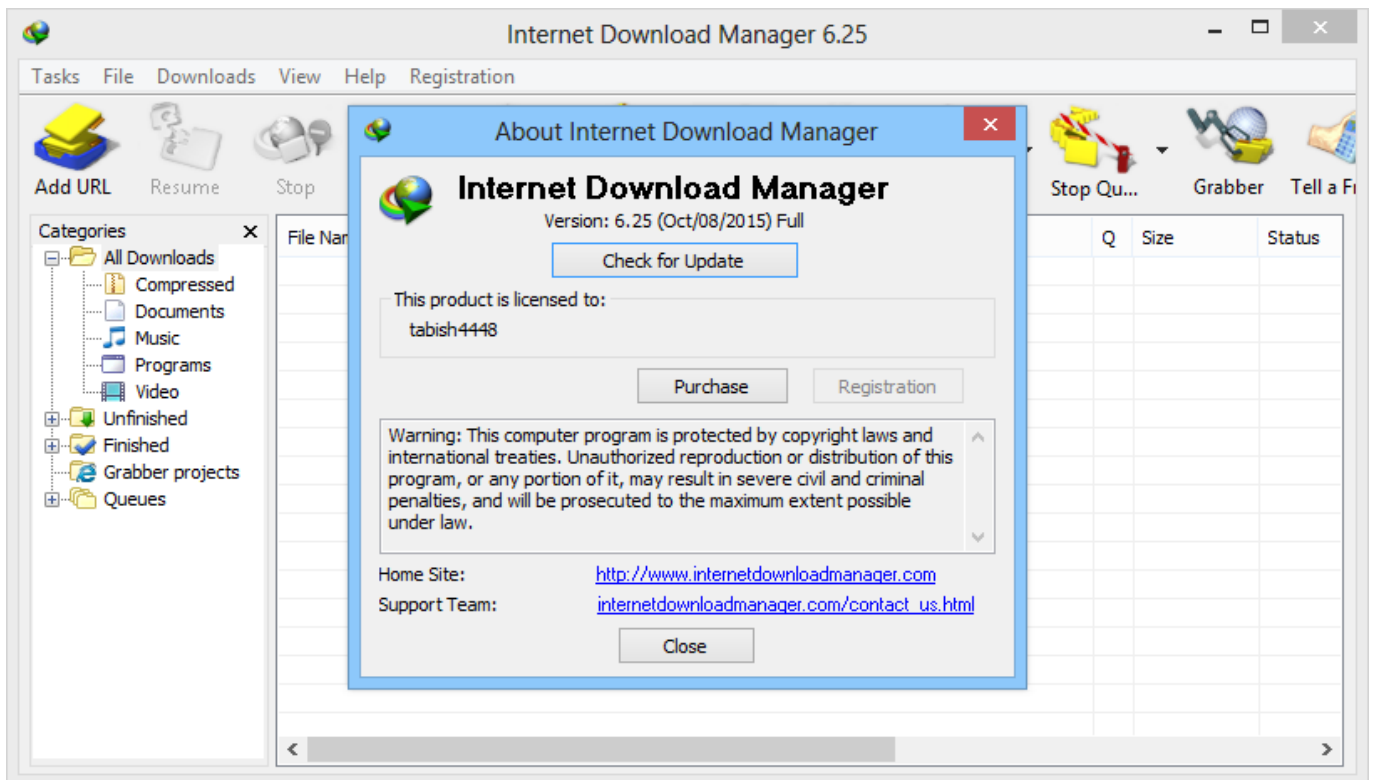 Internet Download Manager 6.25
Tasks File Downloads View Help Registration
Add URL Resume Stop Stop Qu... Grabber Tell a Fr
About Internet Download Manager
Internet Download Manager
Version: 6.25 (Oct/08/2015) Full
Check for Update
This product is licensed to:
tabish4448
Purchase Registration
Warning: This computer program is protected by copyright laws and
international treaties. Unauthorized reproduction or distribution of this
program, or any portion of it, may result in severe civil and criminal
penalties, and will be prosecuted to the maximum extent possible
under law.
Home Site: http://www.internetdownloadmanager.com
Support Team: internetdownloadmanager.com/contact_us.html
Close
Categories
All Downloads
Compressed
Documents
Music
Programs
Video
Unfinished
Finished
Grabber projects
Queues
File Nar Q Size Status